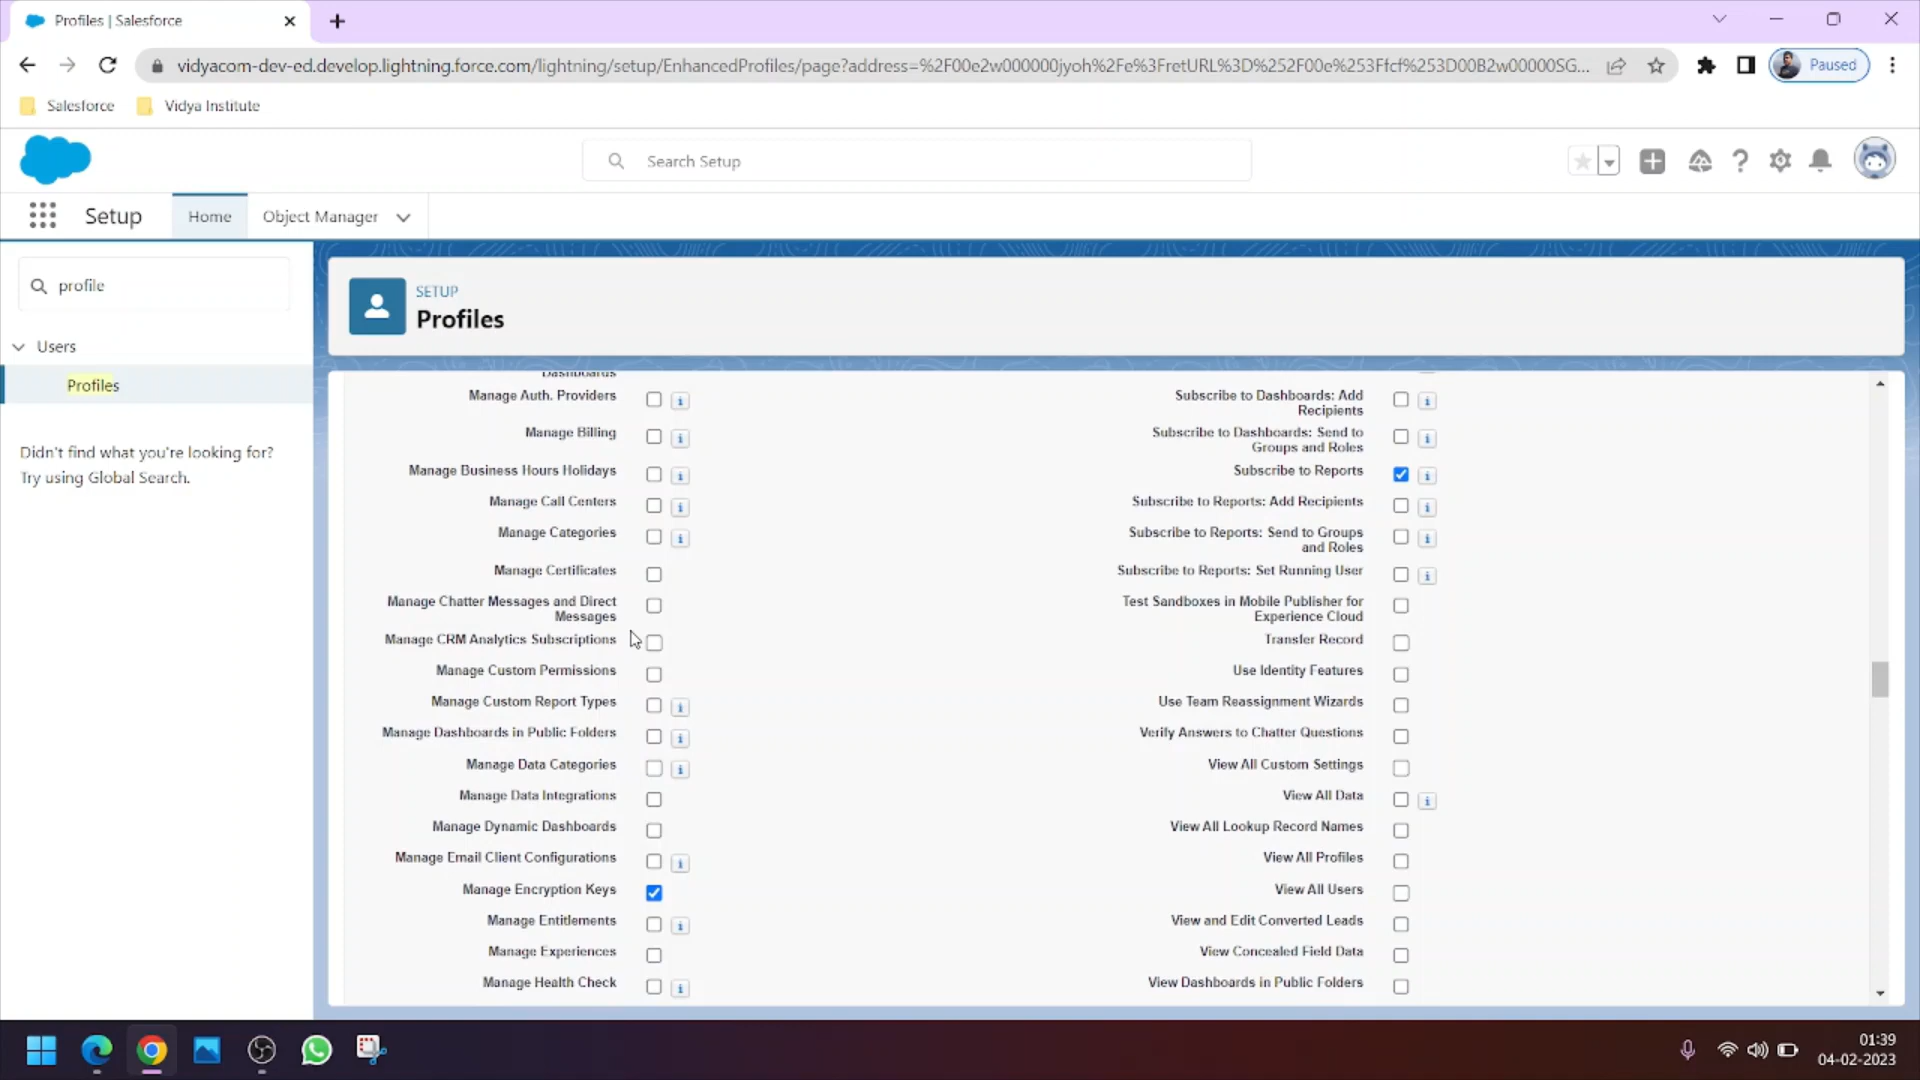 Profiles | Salesforce
vidyacom-dev-ed.develop.lightning.force.com/lightning/setup/EnhancedProfiles/page?address=%2F00e2w000000jyoh%2Fe%3FretURL%3D%252F00e%253Ffcf%253D00B2w00000SG...
Paused
Salesforce
Vidya Institute
Search Setup
Setup
Home
Object Manager
profile
Users
Profiles
Didn't find what you're looking for?
Try using Global Search.
SETUP
Profiles
Dashboards
Manage Auth. Providers
Manage Billing
Manage Business Hours Holidays
Manage Call Centers
Manage Categories
Manage Certificates
Manage Chatter Messages and Direct
Messages
Manage CRM Analytics Subscriptions
Manage Custom Permissions
Manage Custom Report Types
Manage Dashboards in Public Folders
Manage Data Categories
Manage Data Integrations
Manage Dynamic Dashboards
Manage Email Client Configurations
Manage Encryption Keys
Manage Entitlements
Manage Experiences
Manage Health Check
Subscribe to Dashboards: Add
Recipients
Subscribe to Dashboards: Send to
Groups and Roles
Subscribe to Reports
Subscribe to Reports: Add Recipients
Subscribe to Reports: Send to Groups
and Roles
Subscribe to Reports: Set Running User
Test Sandboxes in Mobile Publisher for
Experience Cloud
Transfer Record
Use Identity Features
Use Team Reassignment Wizards
Verify Answers to Chatter Questions
View All Custom Settings
View All Data
View All Lookup Record Names
View All Profiles
View All Users
View and Edit Converted Leads
View Concealed Field Data
View Dashboards in Public Folders
01:39
04-02-2023